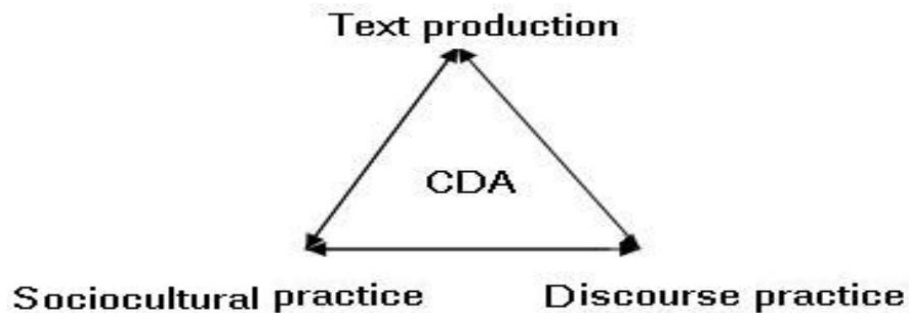 Text production
CDA
Sociocultural practice
Discourse practice